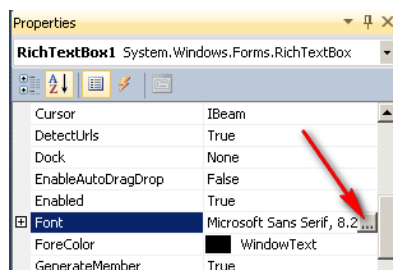 Properties
RichTextBox1 System.Windows.Forms.RichTextBox
Cursor IBeam
DetectUrls True
Dock None
EnableAutoDragDrop False
Enabled True
Font Microsoft Sans Serif, 8.2 ...
ForeColor WindowText
GenerateMember True